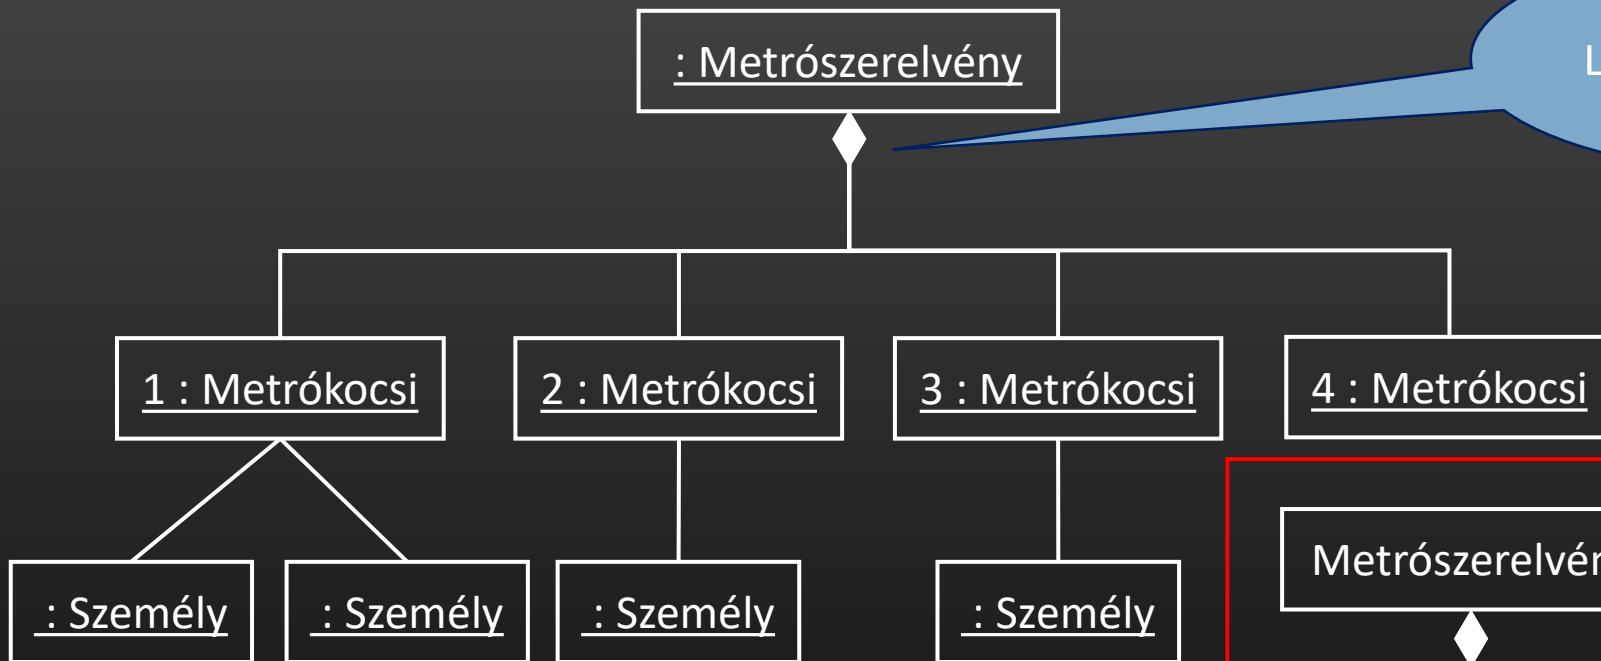 : Metrószerelvény
L
1 : Metrókocsi
2 : Metrókocsi
3 : Metrókocsi
4 : Metrókocsi
: Személy
: Személy
: Személy
: Személy